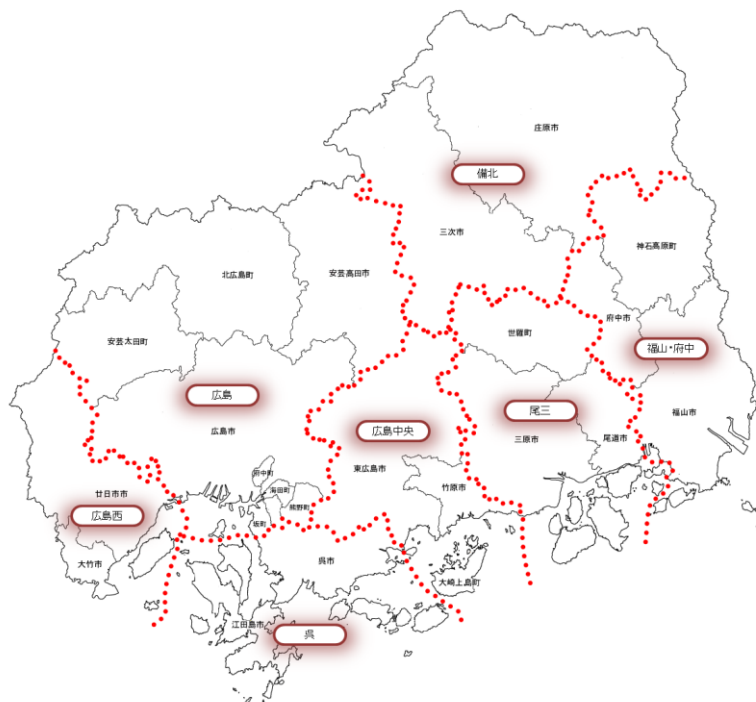 庄原市
備北
三次市
神石高原町
北広島町
安芸高田市
府中市
世羅町
安芸太田町
福山・府中
広島
尾三
福山市
広島市
広島中央
三原市
尾道市
府中町
東広島市
海田町
竹原市
廿日市市
熊野町
広島西
坂町
呉市
大竹市
大崎上島町
江田島市
呉